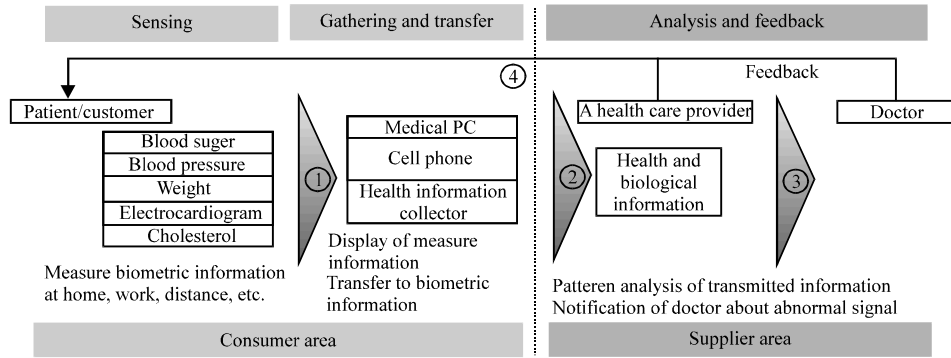 Sensing
Gathering and transfer
Analysis and feedback
4
Feedback
Patient/customer
A health care provider
Doctor
Blood suger
Blood pressure
Weight
Electrocardiogram
Cholesterol
1
Medical PC
Cell phone
Health information
collector
2
Health and
biological
information
3
Measure biometric information
at home, work, distance, etc.
Display of measure
information
Transfer to biometric
information
Patteren analysis of transmitted information
Notification of doctor about abnormal signal
Consumer area
Supplier area